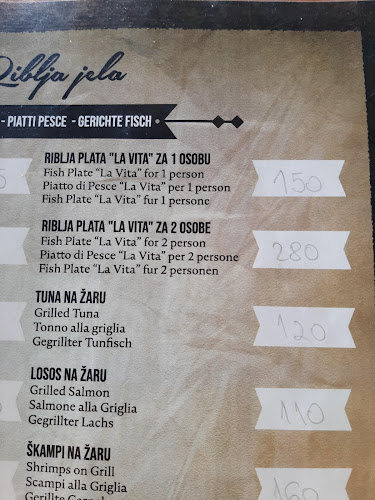 Riblja jela
- PIATTI PESCE - GERICHTE FISCH
RIBLJA PLATA "LA VITA" ZA 1 OSOBU
Fish Plate "La Vita" for 1 person
Piatto di Pesce "La Vita" per 1 persone
Fish Plate "La Vita" fur 1 persone
150
RIBLJA PLATA "LA VITA" ZA 2 OSOBE
Fish Plate "La Vita" for 2 person
Piatto di Pesce "La Vita" per 2 persone
Fish Plate "La Vita" fur 2 personen
280
TUNA NA ŽARU
Grilled Tuna
Tonno alla griglia
Gegrillter Tunfisch
120
LOSOS NA ŽARU
Grilled Salmon
Salmone alla Griglia
Gegrillter Lachs
110
ŠKAMPI NA ŽARU
Shrimps on Grill
Scampi alla Griglia
160